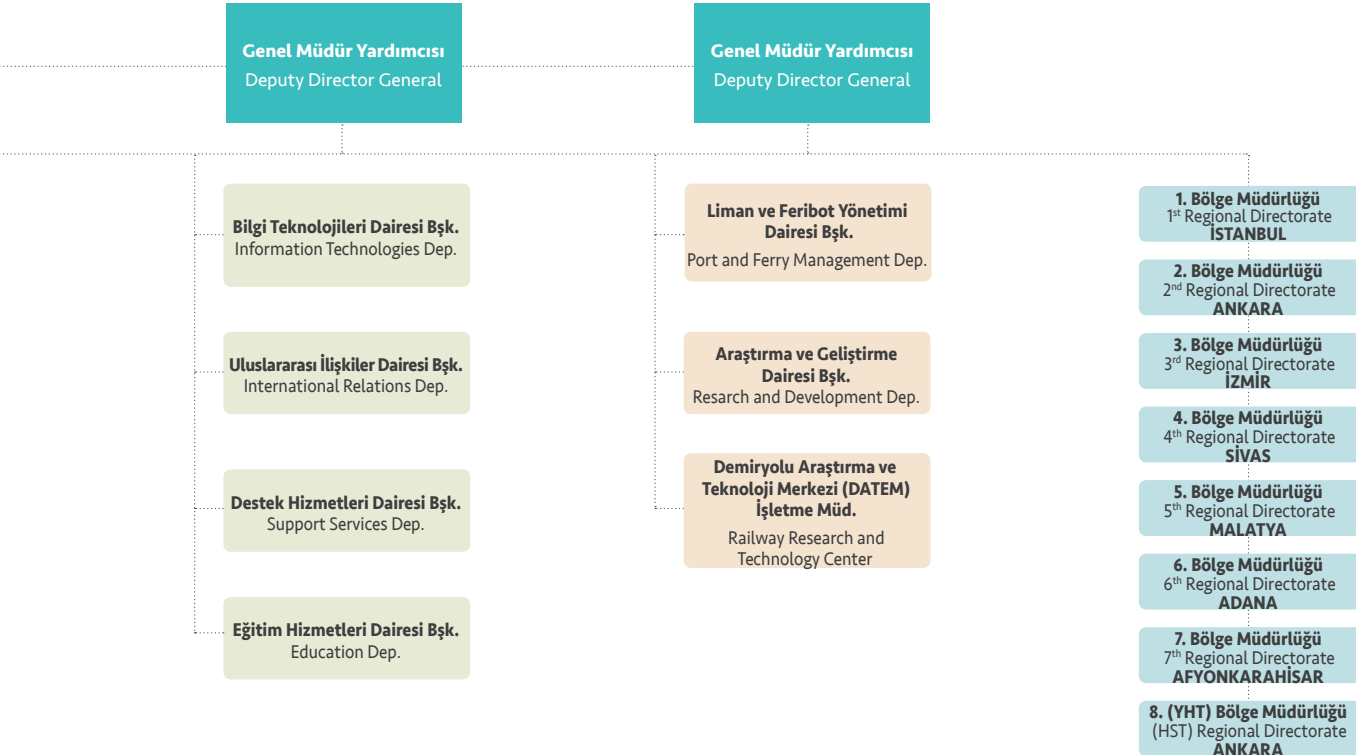 Genel Müdür Yardımcısı
Deputy Director General
Genel Müdür Yardımcısı
Deputy Director General
Bilgi Teknolojileri Dairesi Bşk.
Information Technologies Dep.
Uluslararası İlişkiler Dairesi Bşk.
International Relations Dep.
Destek Hizmetleri Dairesi Bşk.
Support Services Dep.
Eğitim Hizmetleri Dairesi Bşk.
Education Dep.
Liman ve Feribot Yönetimi
Dairesi Bşk.
Port and Ferry Management Dep.
Araştırma ve Geliştirme
Dairesi Bşk.
Resarch and Development Dep.
Demiryolu Araştırma ve
Teknoloji Merkezi (DATEM)
İşletme Müd.
Railway Research and
Technology Center
1. Bölge Müdürlüğü
1st Regional Directorate
İSTANBUL
2. Bölge Müdürlüğü
2nd Regional Directorate
ANKARA
3. Bölge Müdürlüğü
3rd Regional Directorate
İZMİR
4. Bölge Müdürlüğü
4th Regional Directorate
SİVAS
5. Bölge Müdürlüğü
5th Regional Directorate
MALATYA
6. Bölge Müdürlüğü
6th Regional Directorate
ADANA
7. Bölge Müdürlüğü
7th Regional Directorate
AFYONKARAHİSAR
8. (YHT) Bölge Müdürlüğü
(HST) Regional Directorate
ANKARA